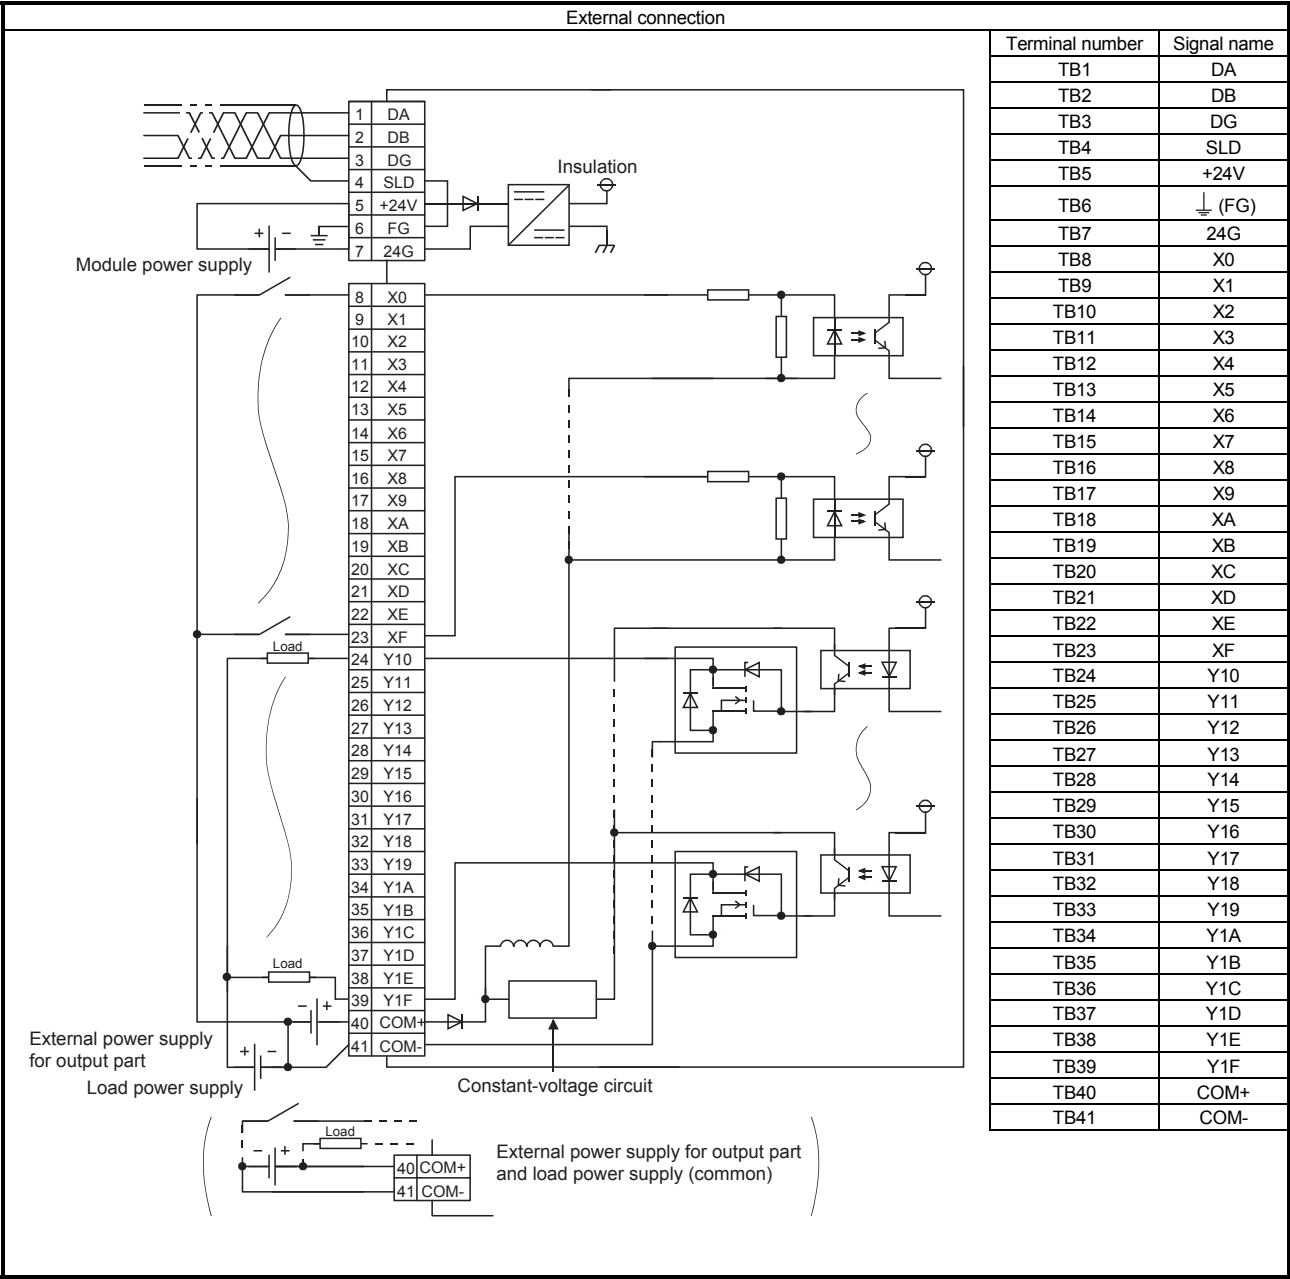 External connection
Terminal number Signal name
TB1 DA
TB2 DB
TB3 DG
TB4 SLD
TB5 +24V
TB6 ⏚ (FG)
TB7 24G
TB8 X0
TB9 X1
TB10 X2
TB11 X3
TB12 X4
TB13 X5
TB14 X6
TB15 X7
TB16 X8
TB17 X9
TB18 XA
TB19 XB
TB20 XC
TB21 XD
TB22 XE
TB23 XF
TB24 Y10
TB25 Y11
TB26 Y12
TB27 Y13
TB28 Y14
TB29 Y15
TB30 Y16
TB31 Y17
TB32 Y18
TB33 Y19
TB34 Y1A
TB35 Y1B
TB36 Y1C
TB37 Y1D
TB38 Y1E
TB39 Y1F
TB40 COM+
TB41 COM-
1 DA
2 DB
3 DG
4 SLD
5 +24V
6 FG
7 24G
Insulation
+ −
Module power supply
8 X0
9 X1
10 X2
11 X3
12 X4
13 X5
14 X6
15 X7
16 X8
17 X9
18 XA
19 XB
20 XC
21 XD
22 XE
23 XF
Load
24 Y10
25 Y11
26 Y12
27 Y13
28 Y14
29 Y15
30 Y16
31 Y17
32 Y18
33 Y19
34 Y1A
35 Y1B
36 Y1C
37 Y1D
Load
38 Y1E
39 Y1F
− +
40 COM+
41 COM-
External power supply
for output part
+ −
Load power supply
Constant-voltage circuit
Load
− +
40 COM+
41 COM-
External power supply for output part
and load power supply (common)